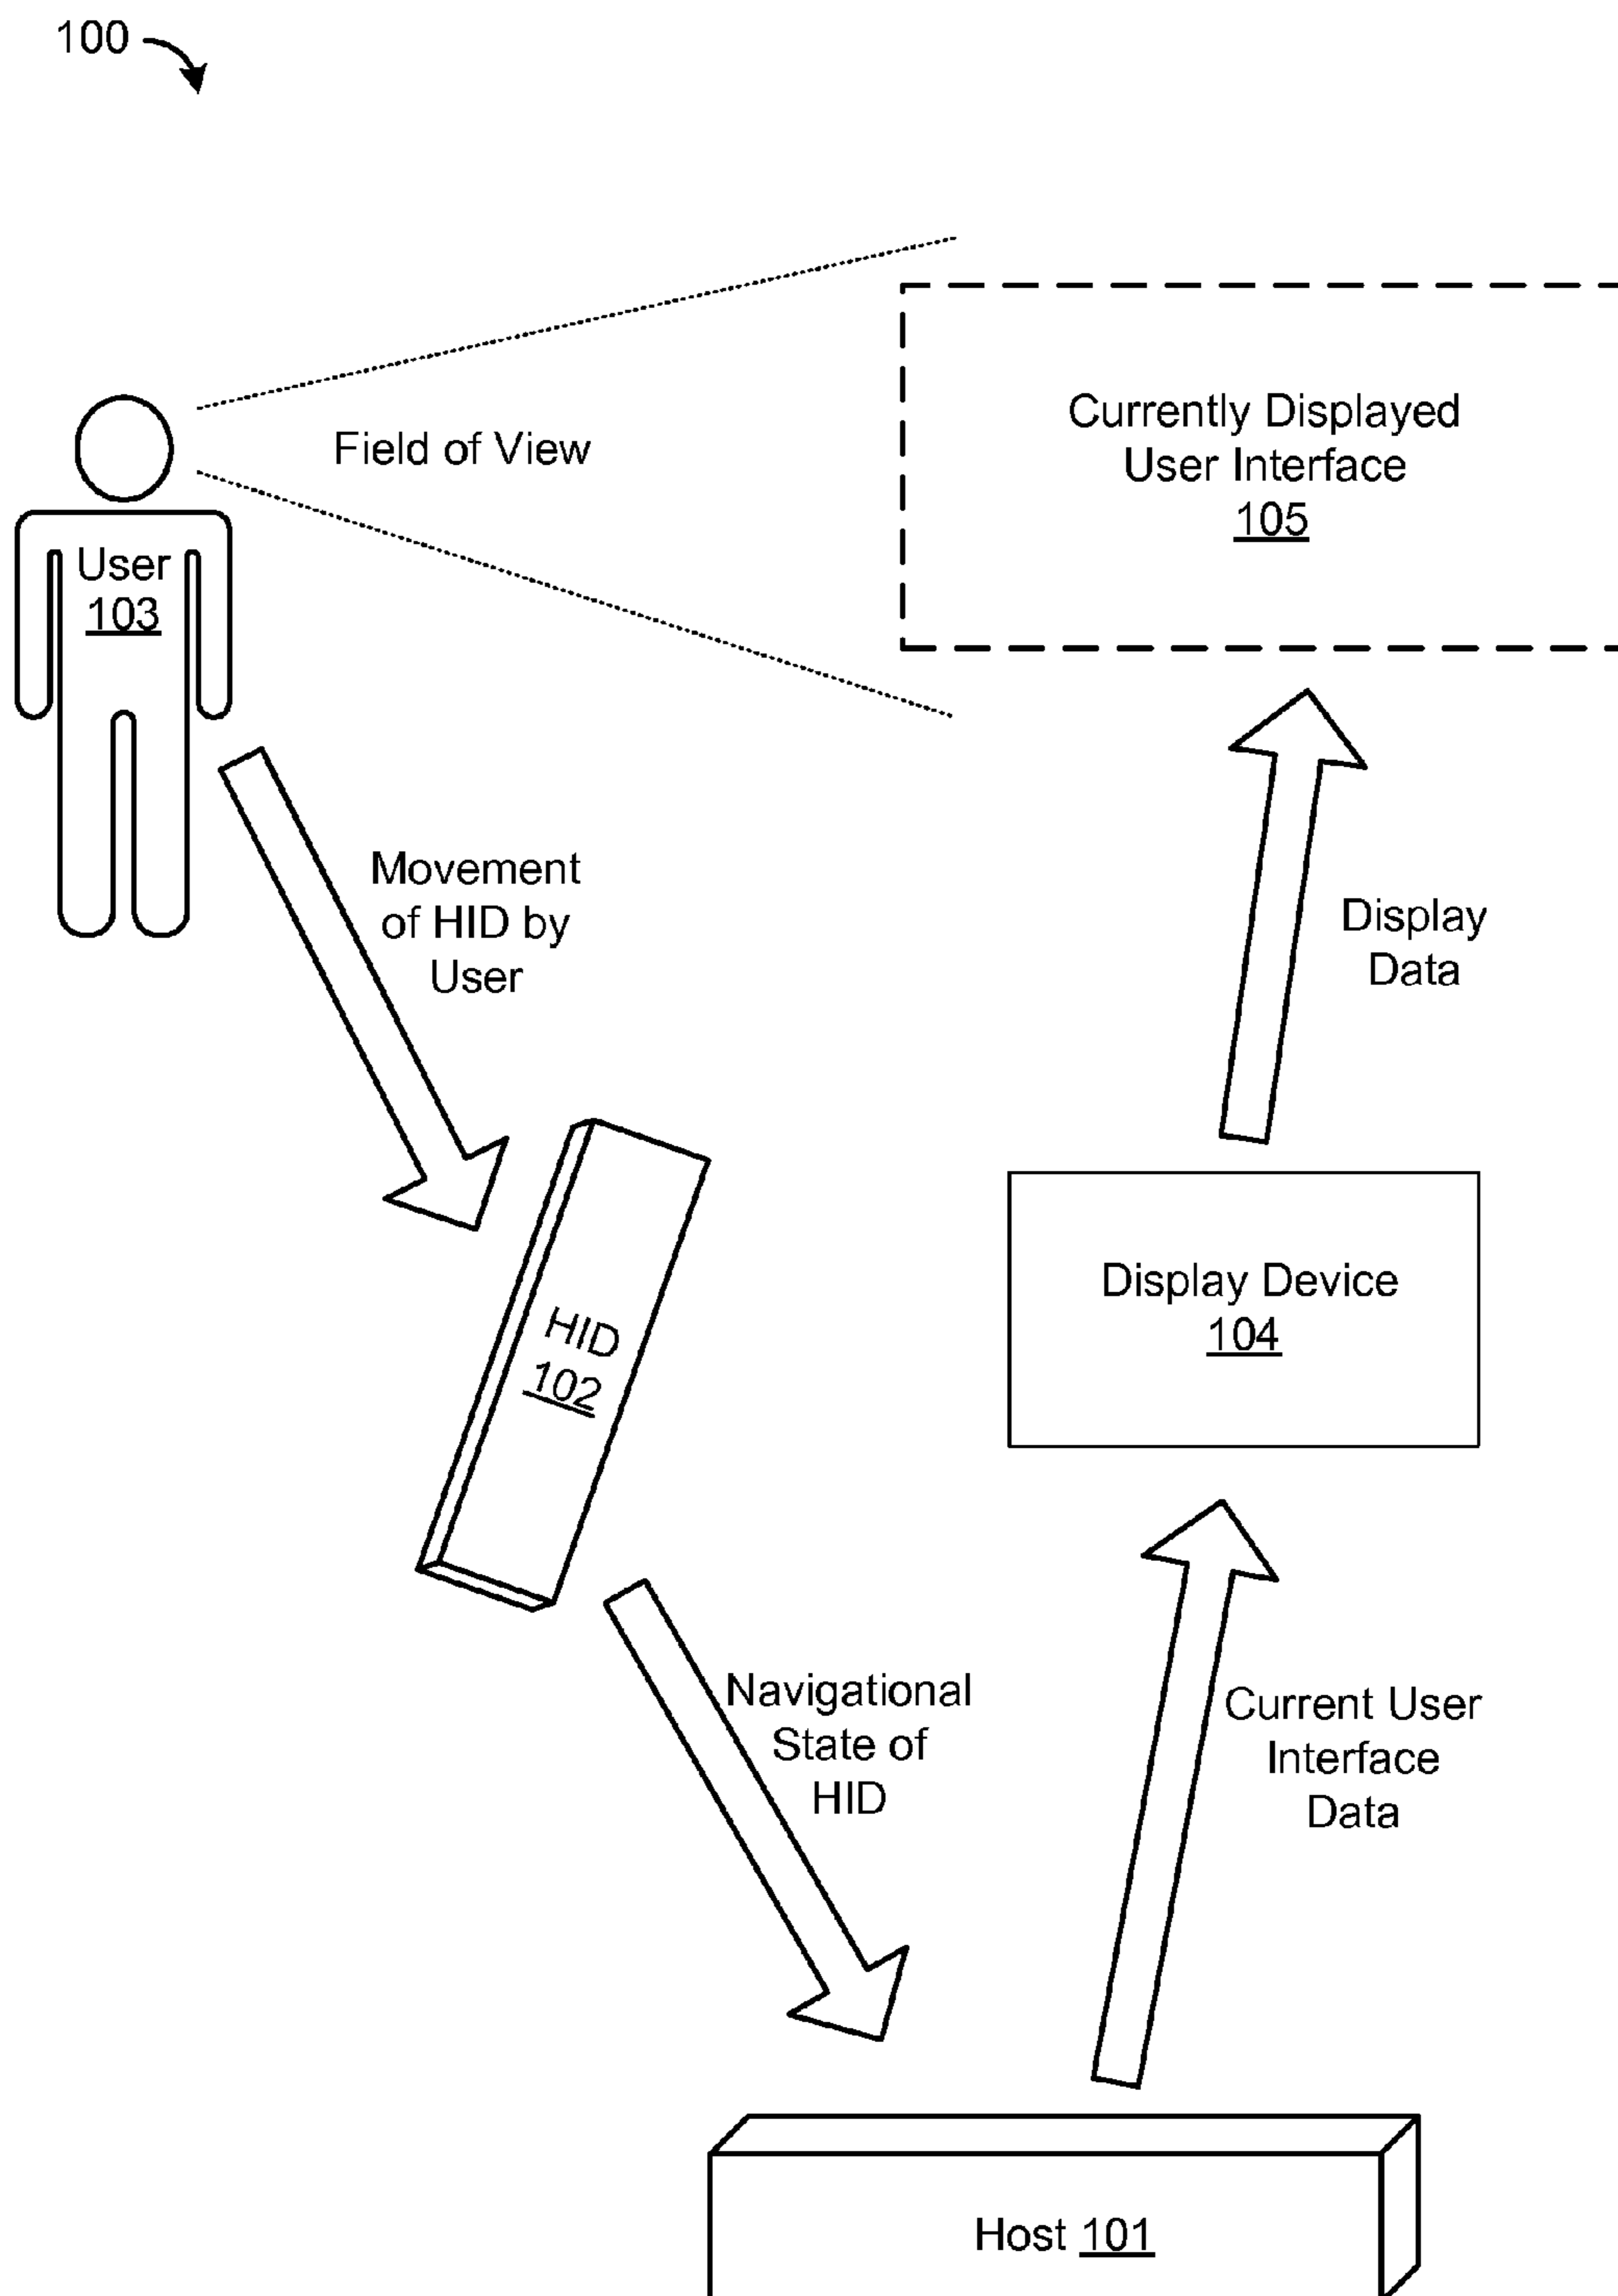 100
Currently Displayed
User Interface
105
Field of View
User
103
Movement
of HID by
User
Display
Data
HID
102
Display Device
104
Navigational
State of
HID
Current User
Interface
Data
Host 101